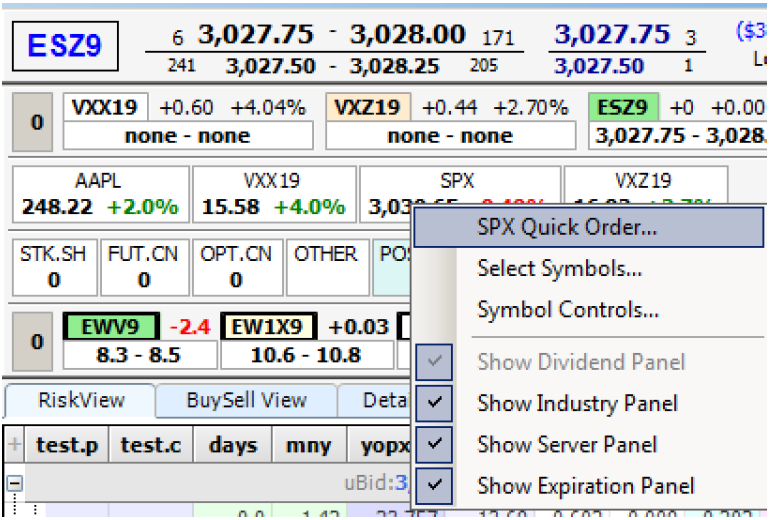 ESZ9 6 3,027.75 - 3,028.00 171 3,027.75 3 ($3
241 3,027.50 - 3,028.25 205 3,027.50 1
0 VXX19 +0.60 +4.04% VXZ19 +0.44 +2.70% ESZ9 +0 +0.00
none - none none - none 3,027.75 - 3,028.
AAPL VXX19 SPX VXZ19
248.22 +2.0% 15.58 +4.0%
SPX Quick Order...
STK.SH FUT.CN OPT.CN OTHER
0 0 0
Select Symbols...
Symbol Controls...
0 EWV9 -2.4 EW1X9 +0.03
8.3 - 8.5 10.6 - 10.8
Show Dividend Panel
RiskView BuySell View
Show Industry Panel
+ test.p test.c days mny yopx
Show Server Panel
uBid:3,
Show Expiration Panel